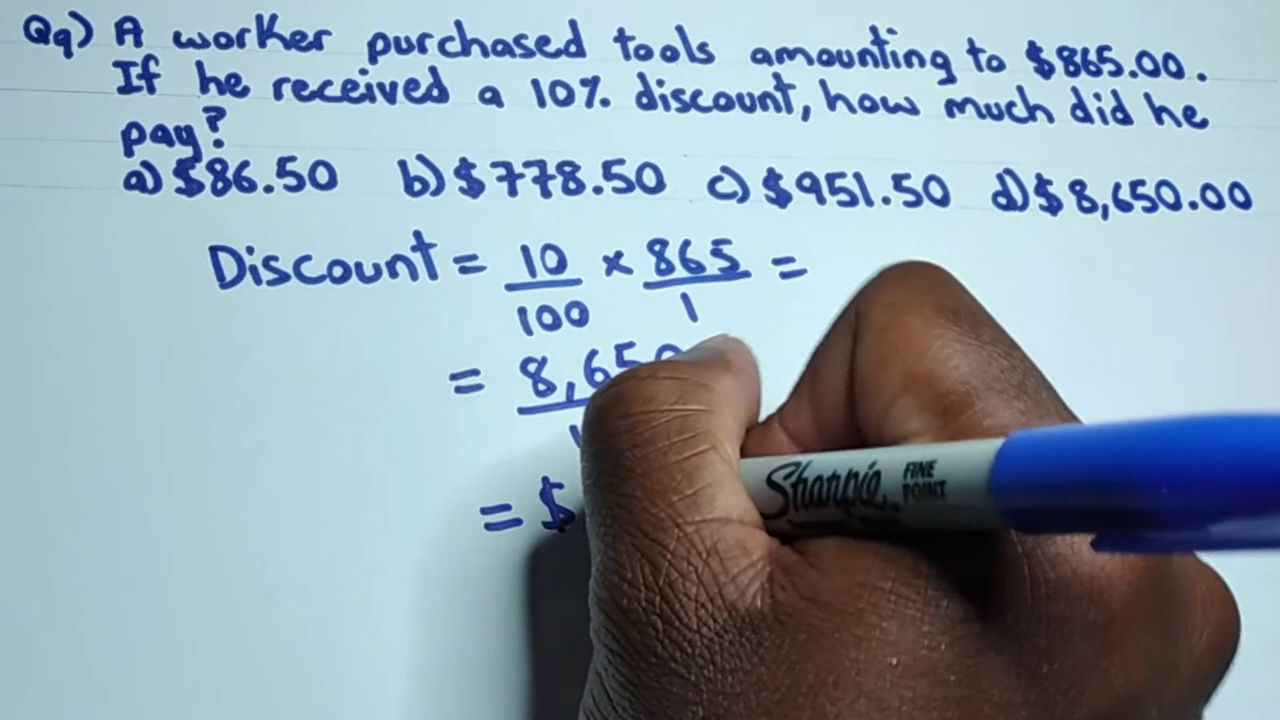 Q9) A worker purchased tools amounting to $865.00.
If he received a 10% discount, how much did he
pay?
a) $86.50 b) $778.50 c) $951.50 d) $8,650.00
Discount = 10/100 × 865/1 =
= 8,650
= $
Sharpie. FINE POINT